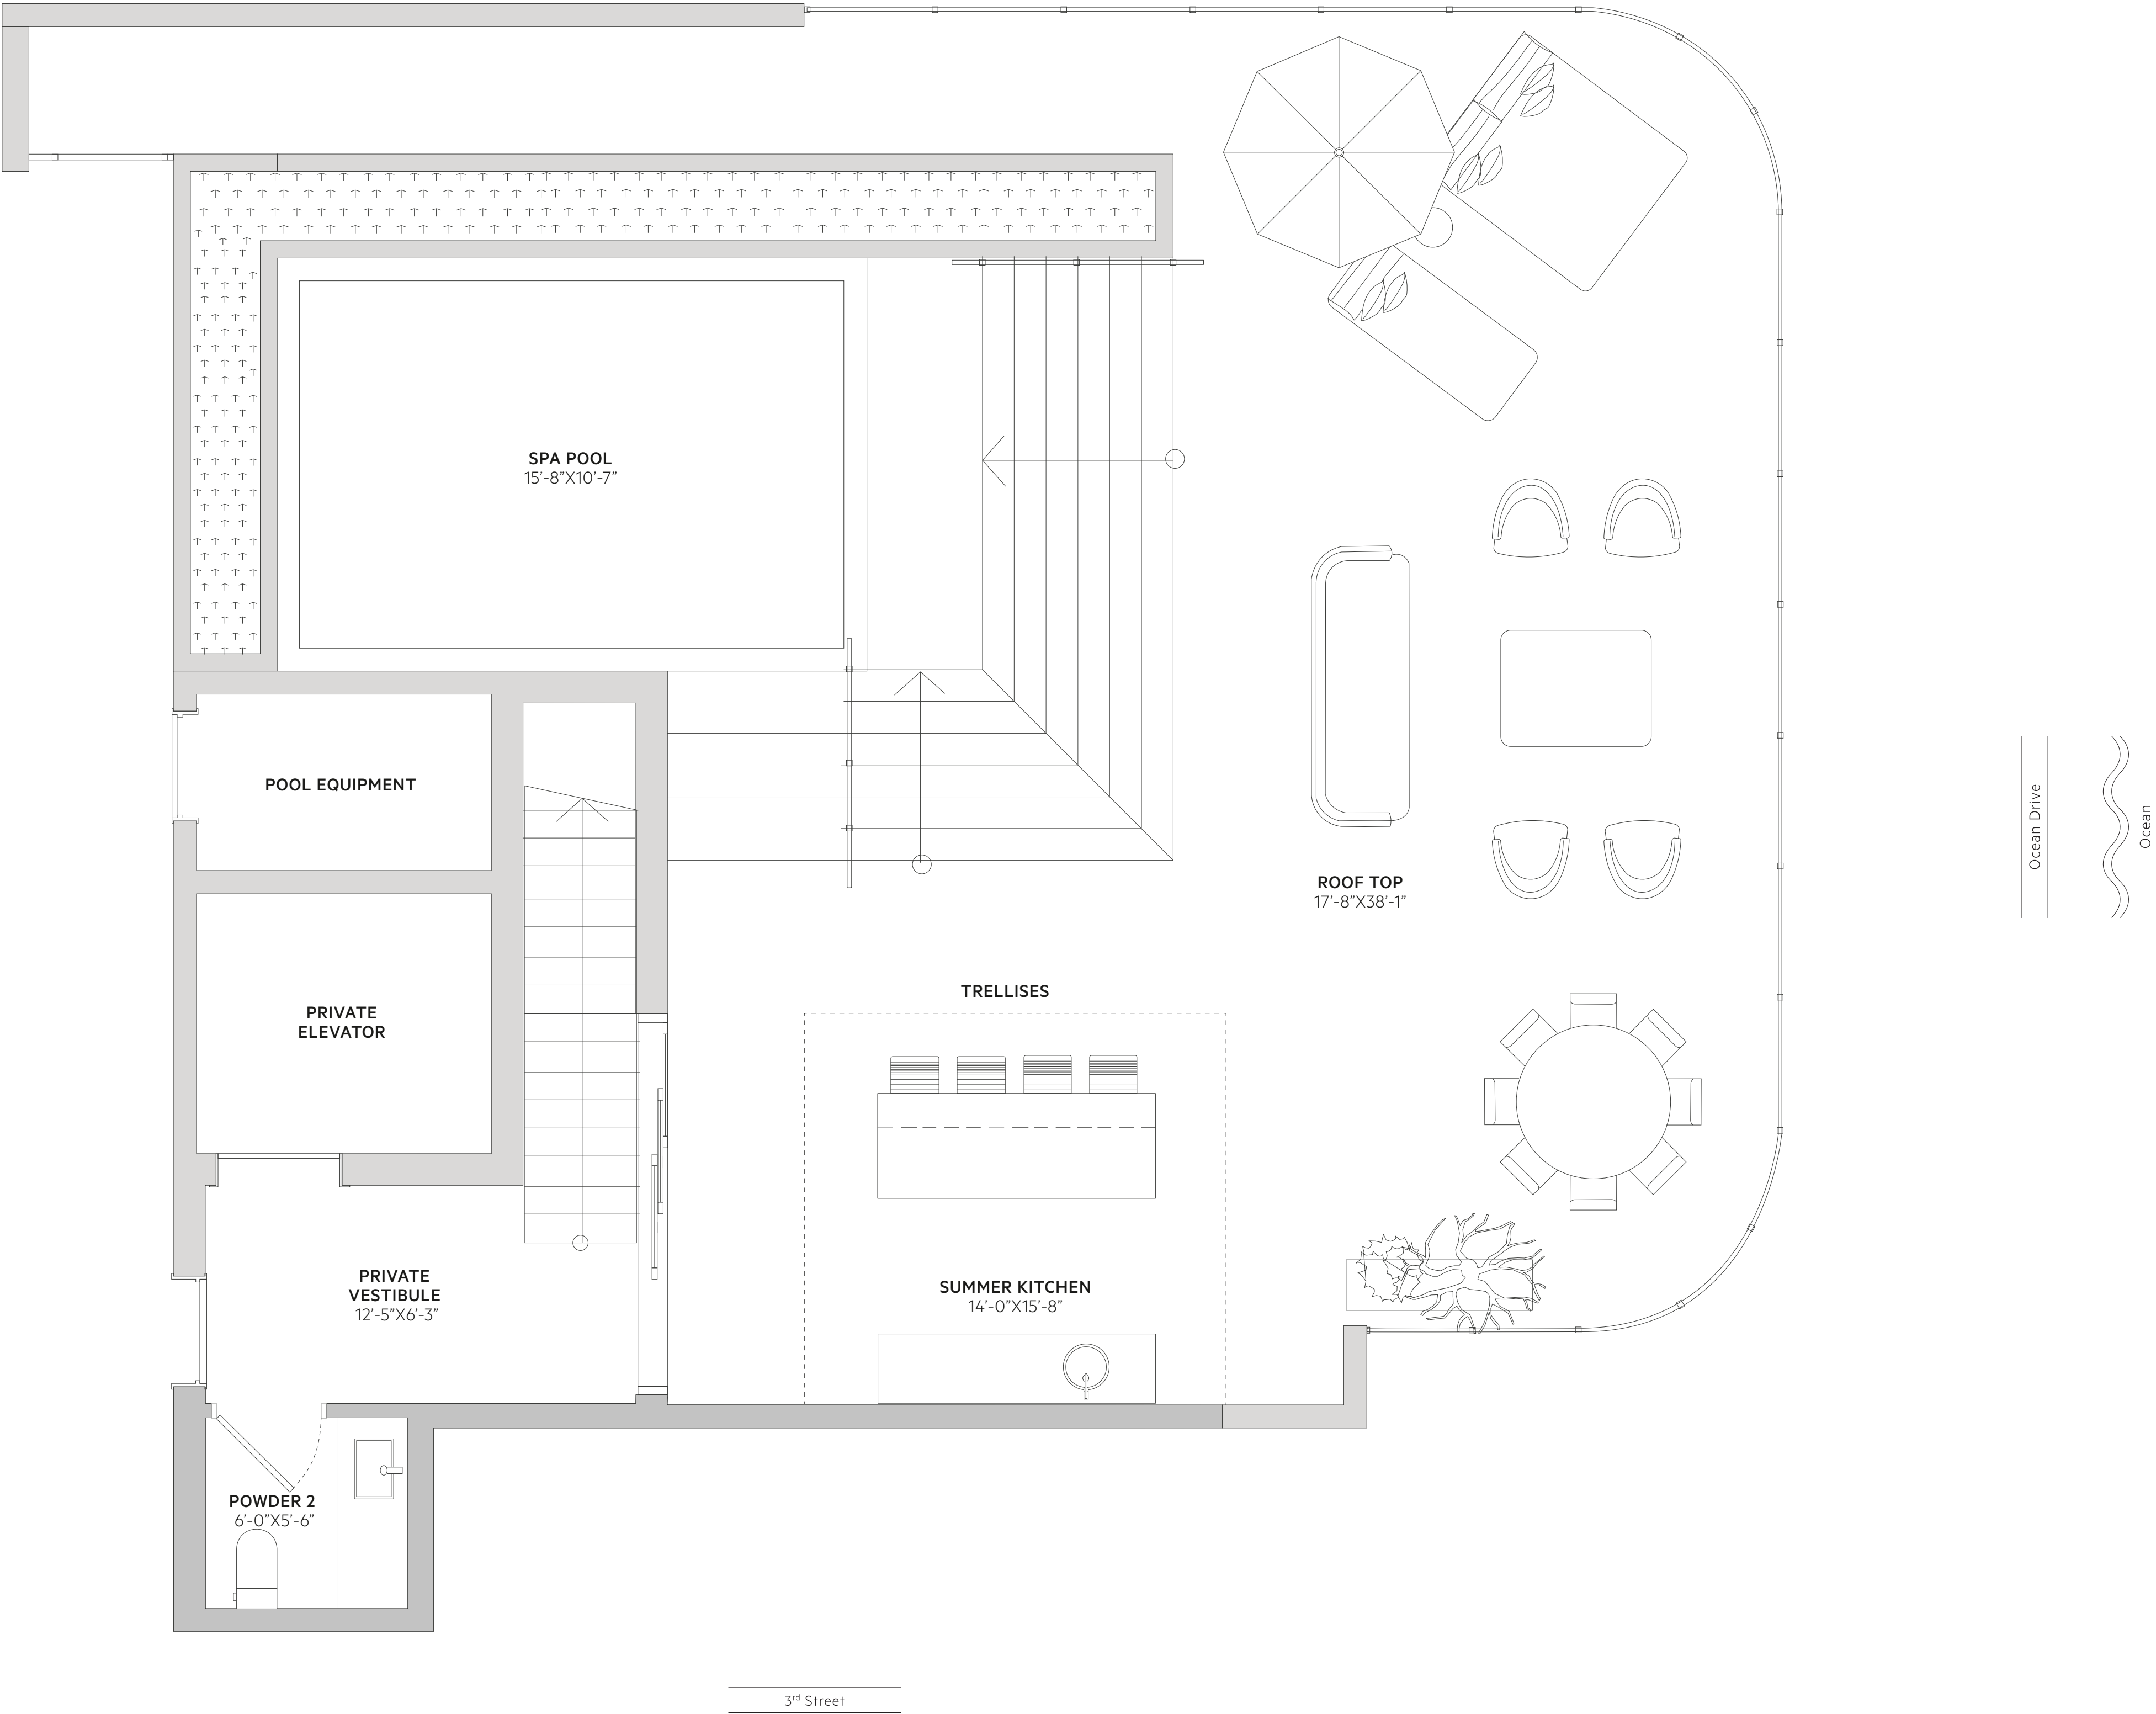 SPA POOL
15’-8”X10’-7”
POOL EQUIPMENT
Ocean Drive
Ocean
ROOF TOP
17’-8”X38’-1”
TRELLISES
PRIVATE
ELEVATOR
PRIVATE
VESTIBULE
12’-5”X6’-3”
SUMMER KITCHEN
14’-0”X15’-8”
POWDER 2
6’-0”X5’-6”
3rd Street